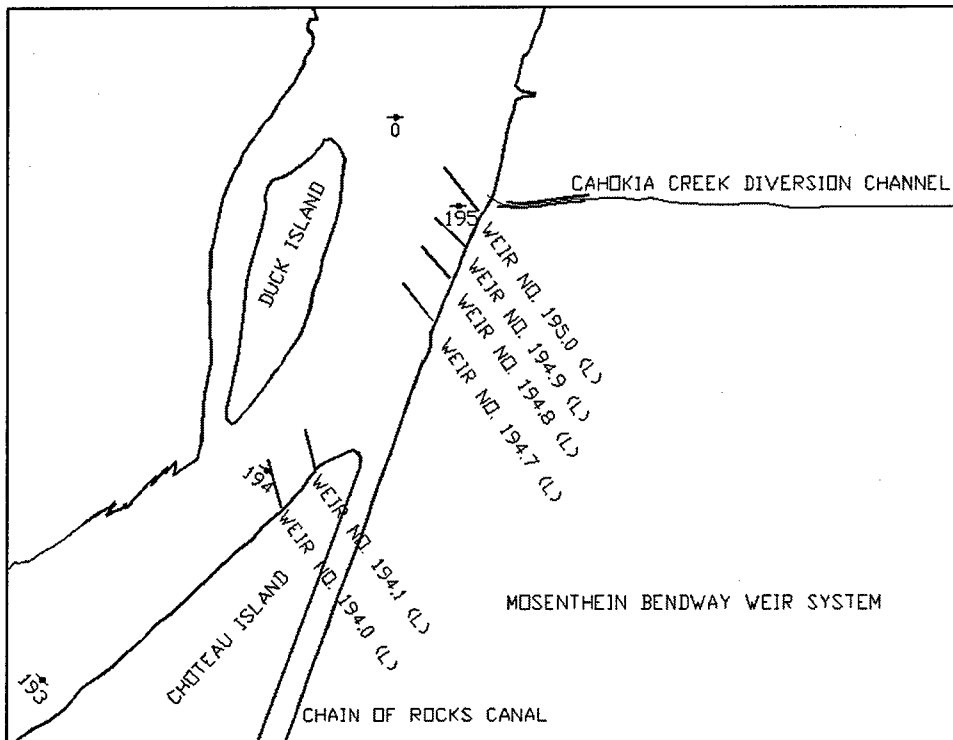 0
CAHOKIA CREEK DIVERSION CHANNEL
195
DUCK ISLAND
WEIR NO. 195.0 (L)
WEIR NO. 194.9 (L)
WEIR NO. 194.8 (L)
WEIR NO. 194.7 (L)
194
WEIR NO. 194.1 (L)
WEIR NO. 194.0 (L)
CHOTEAU ISLAND
MOSENTHEIN BENDWAY WEIR SYSTEM
193
CHAIN OF ROCKS CANAL